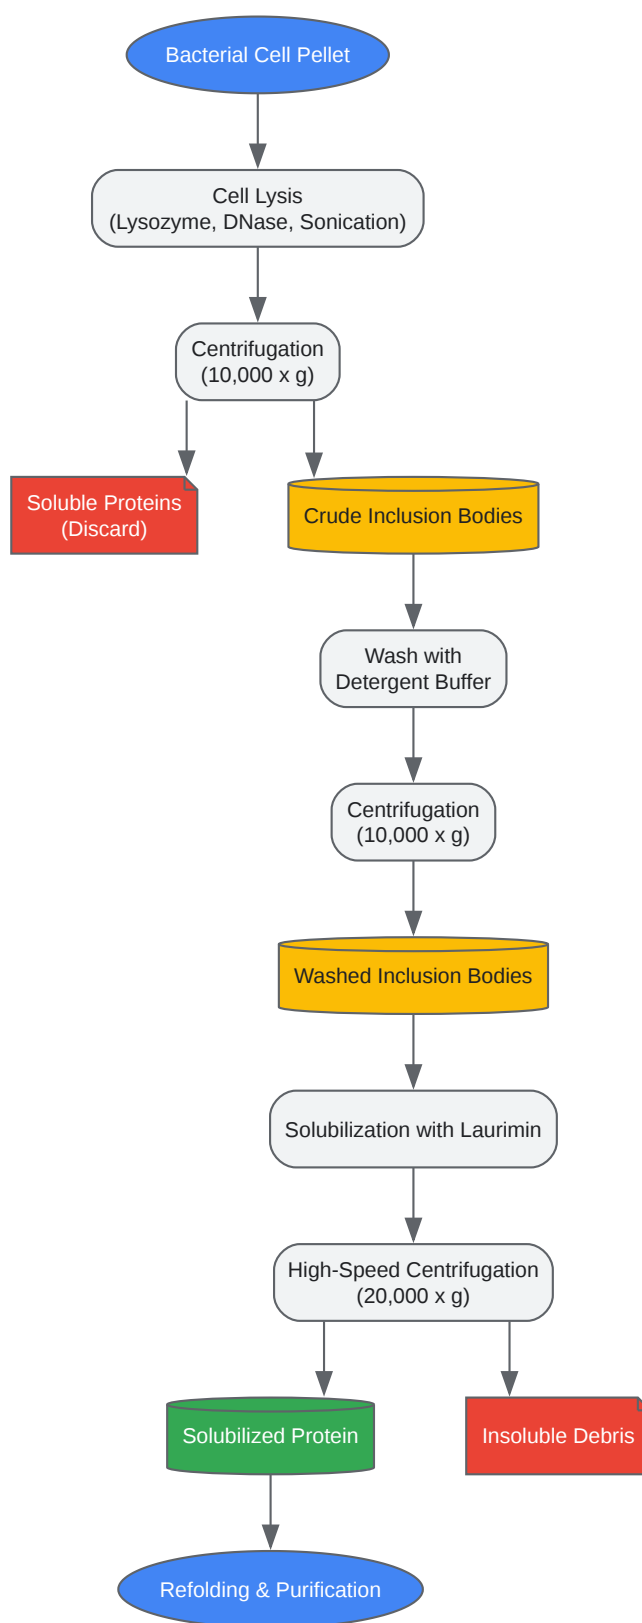 Bacterial Cell Pellet
Cell Lysis
(Lysozyme, DNase, Sonication)
Centrifugation
(10,000 x g)
Soluble Proteins
(Discard)
Crude Inclusion Bodies
Wash with
Detergent Buffer
Centrifugation
(10,000 x g)
Washed Inclusion Bodies
Solubilization with Laurimin
High-Speed Centrifugation
(20,000 x g)
Solubilized Protein
Insoluble Debris
Refolding & Purification